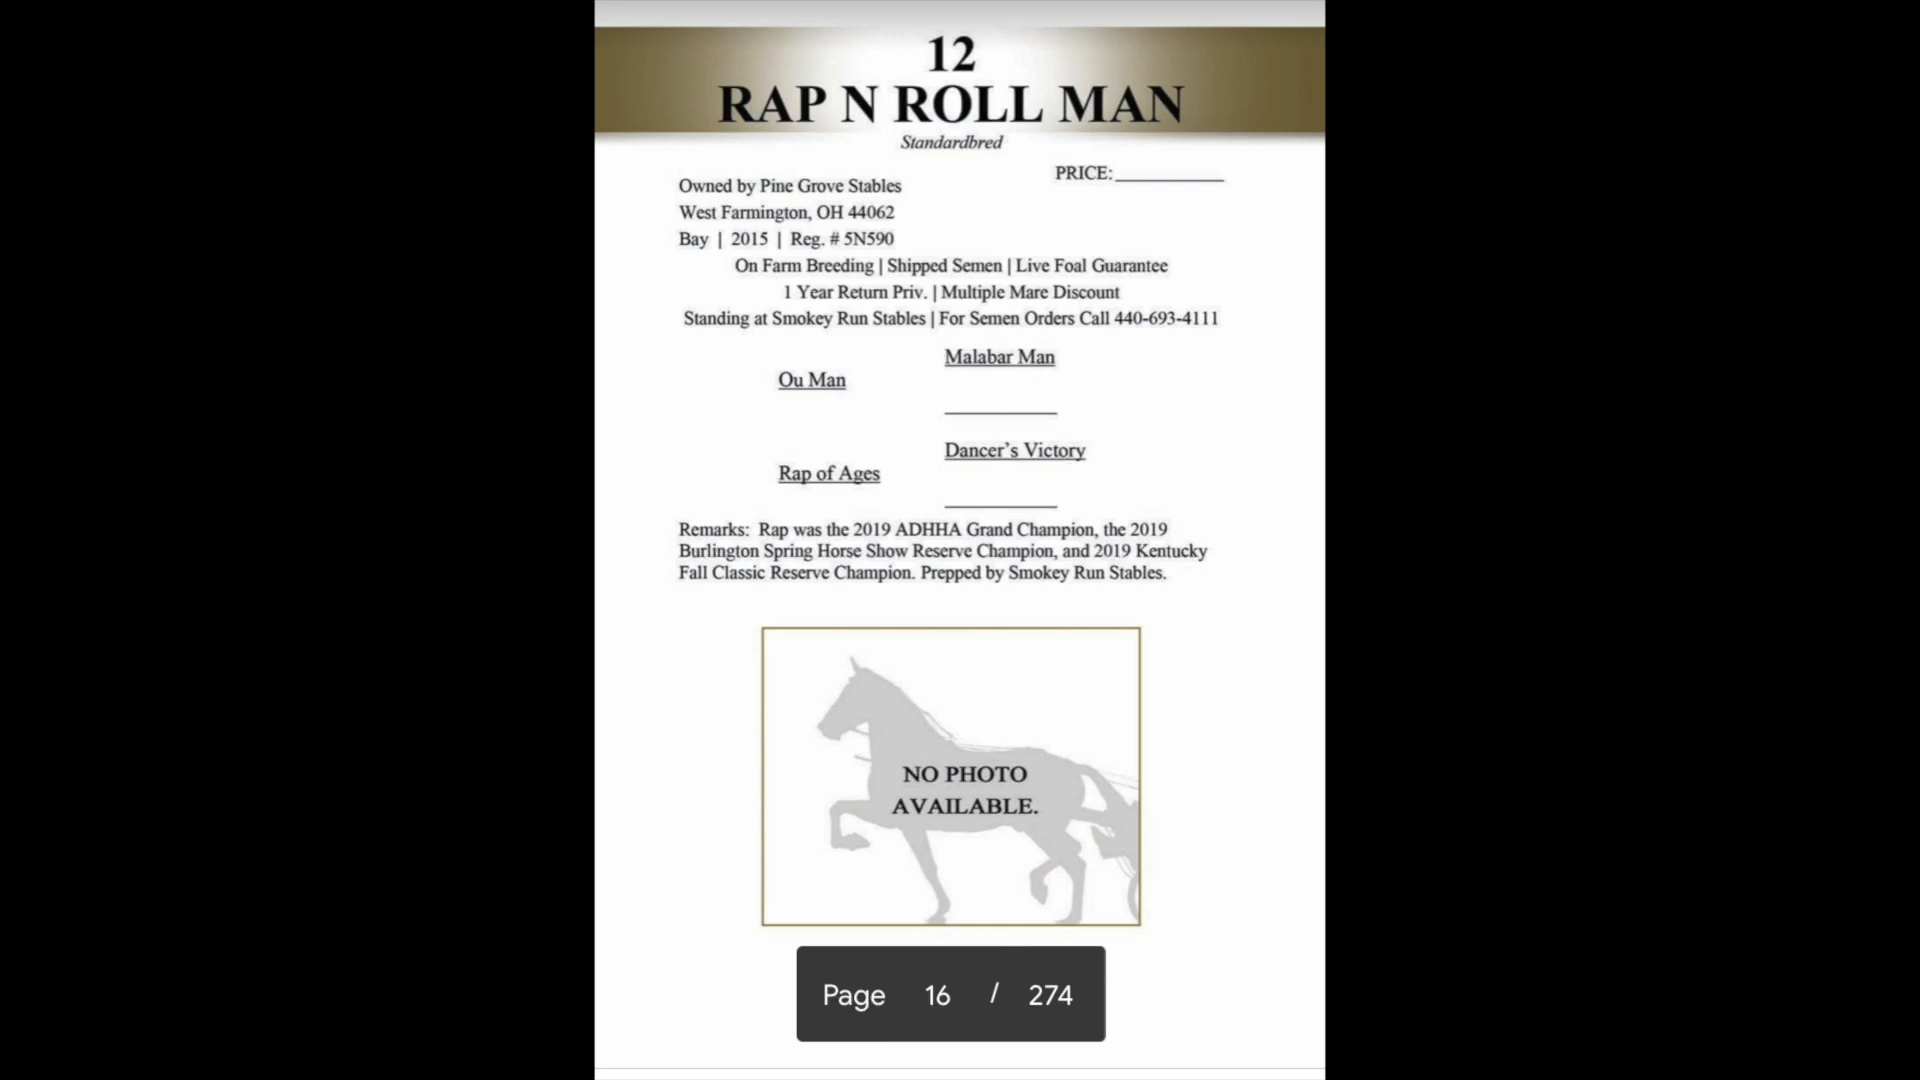 12
RAP N ROLL MAN
Standardbred
PRICE:___________
Owned by Pine Grove Stables
West Farmington, OH 44062
Bay | 2015 | Reg. # 5N590
On Farm Breeding | Shipped Semen | Live Foal Guarantee
1 Year Return Priv. | Multiple Mare Discount
Standing at Smokey Run Stables | For Semen Orders Call 440-693-4111
Malabar Man
Ou Man
Dancer's Victory
Rap of Ages
Remarks: Rap was the 2019 ADHHA Grand Champion, the 2019
Burlington Spring Horse Show Reserve Champion, and 2019 Kentucky
Fall Classic Reserve Champion. Prepped by Smokey Run Stables.
NO PHOTO
AVAILABLE.
Page 16 / 274